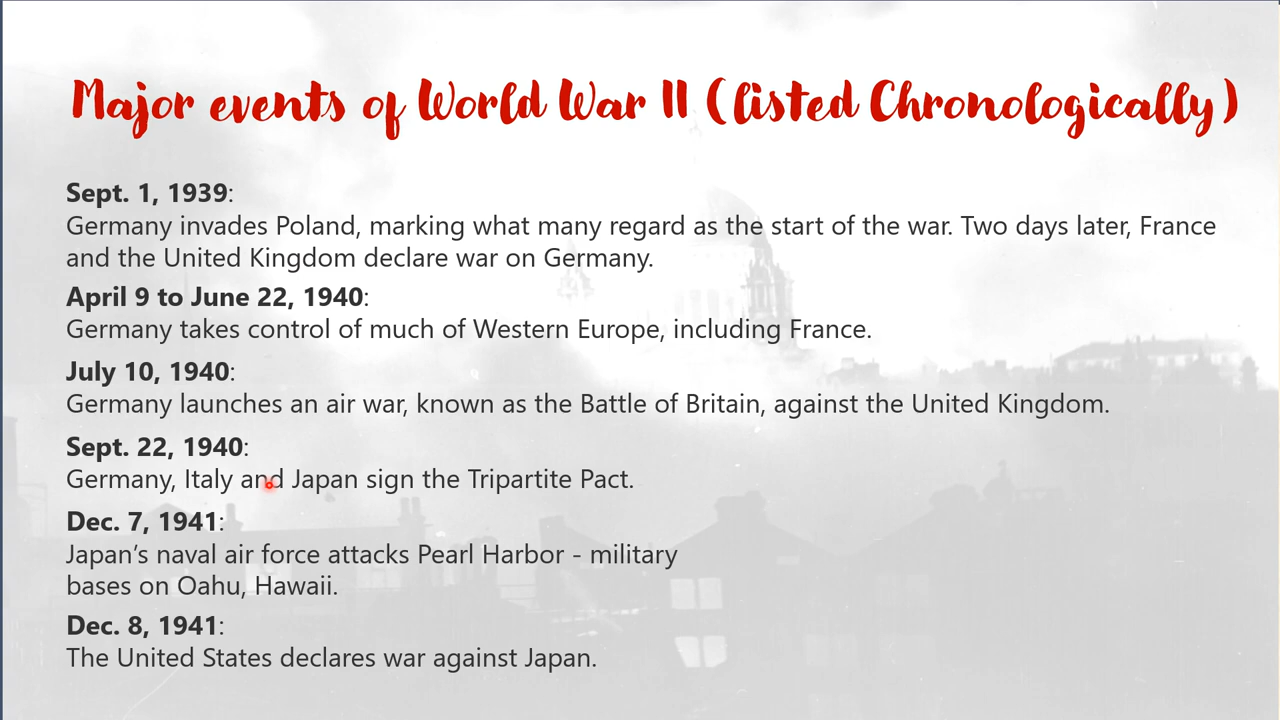 Major events of World War II (listed Chronologically)
Sept. 1, 1939:
Germany invades Poland, marking what many regard as the start of the war. Two days later, France
and the United Kingdom declare war on Germany.
April 9 to June 22, 1940:
Germany takes control of much of Western Europe, including France.
July 10, 1940:
Germany launches an air war, known as the Battle of Britain, against the United Kingdom.
Sept. 22, 1940:
Germany, Italy and Japan sign the Tripartite Pact.
Dec. 7, 1941:
Japan's naval air force attacks Pearl Harbor - military
bases on Oahu, Hawaii.
Dec. 8, 1941:
The United States declares war against Japan.